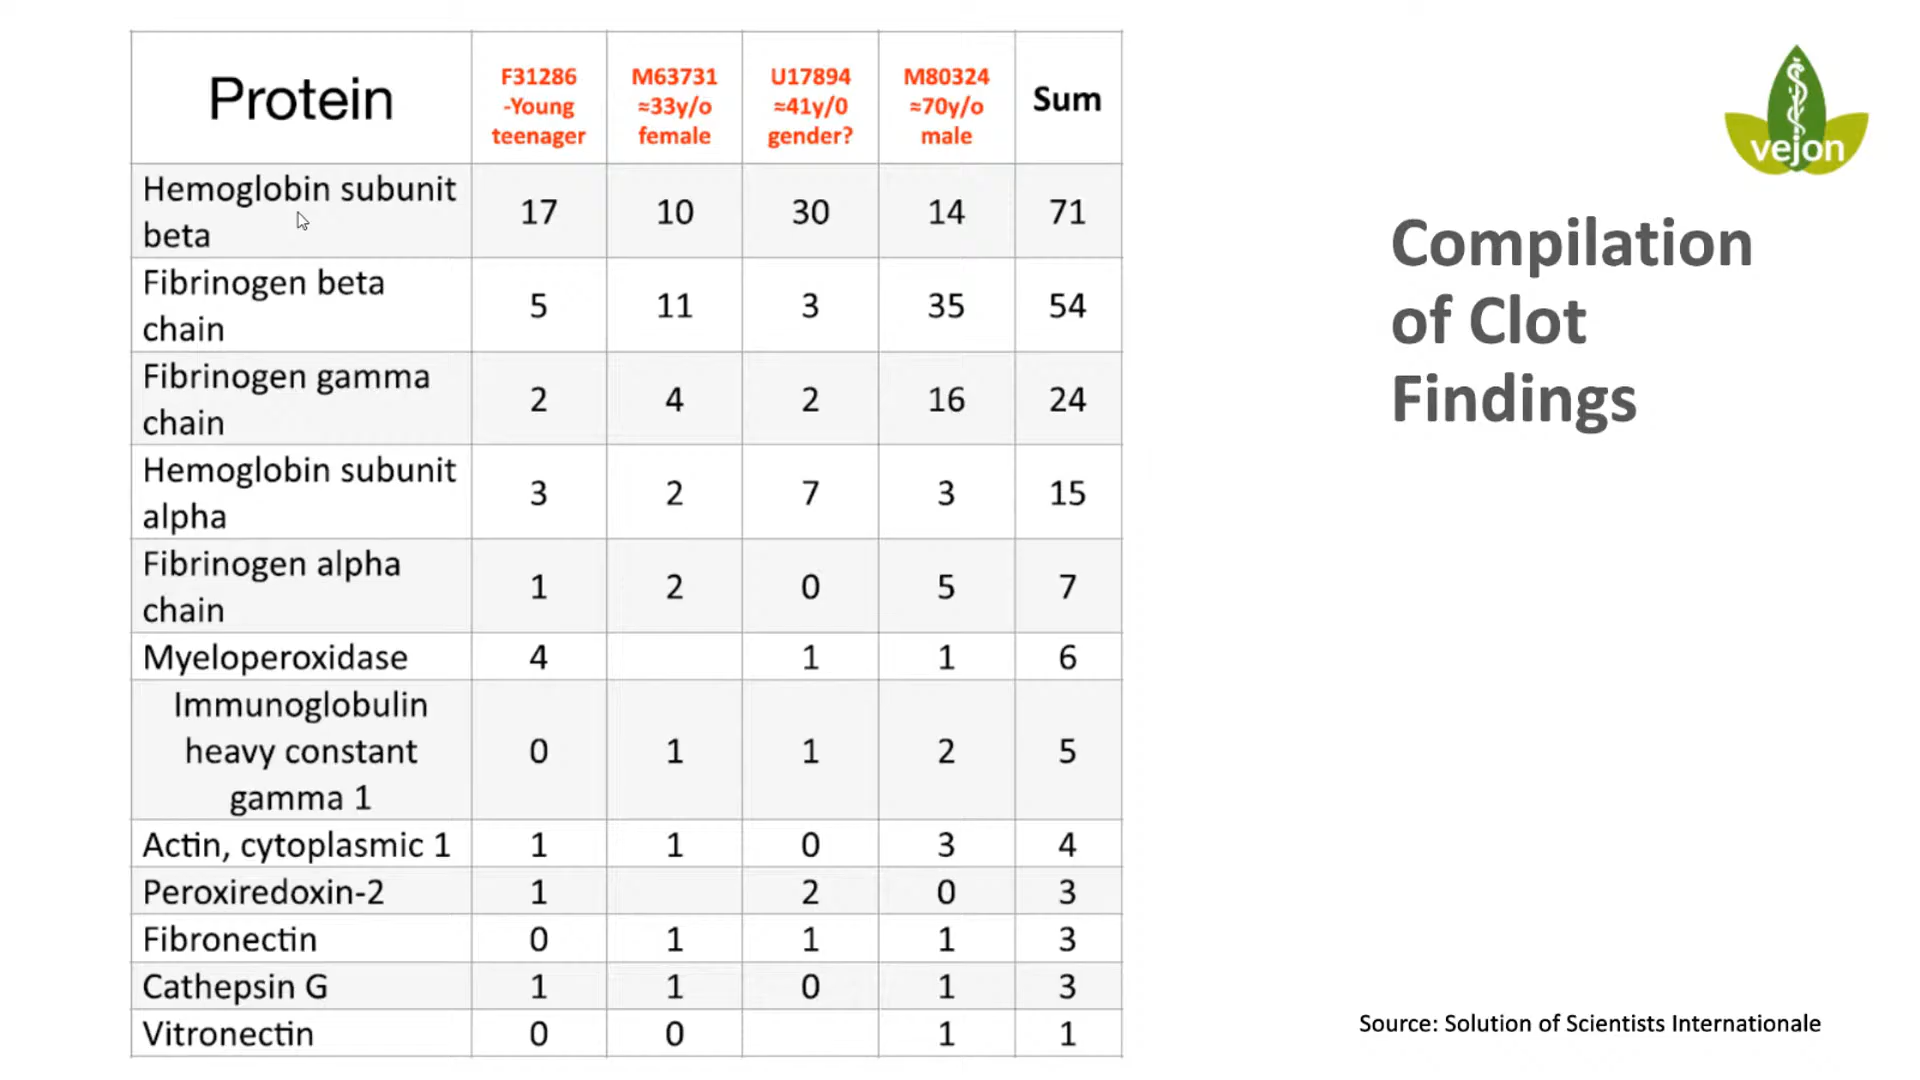 Protein
F31286
-Young
teenager
M63731
≈33y/o
female
U17894
≈41y/0
gender?
M80324
≈70y/o
male
Sum
Hemoglobin subunit
beta
17 10 30 14 71
Fibrinogen beta
chain
5 11 3 35 54
Fibrinogen gamma
chain
2 4 2 16 24
Hemoglobin subunit
alpha
3 2 7 3 15
Fibrinogen alpha
chain
1 2 0 5 7
Myeloperoxidase 4 1 1 6
Immunoglobulin
heavy constant
gamma 1
0 1 1 2 5
Actin, cytoplasmic 1 1 1 0 3 4
Peroxiredoxin-2 1 2 0 3
Fibronectin 0 1 1 1 3
Cathepsin G 1 1 0 1 3
Vitronectin 0 0 1 1
vejon
Compilation
of Clot
Findings
Source: Solution of Scientists Internationale